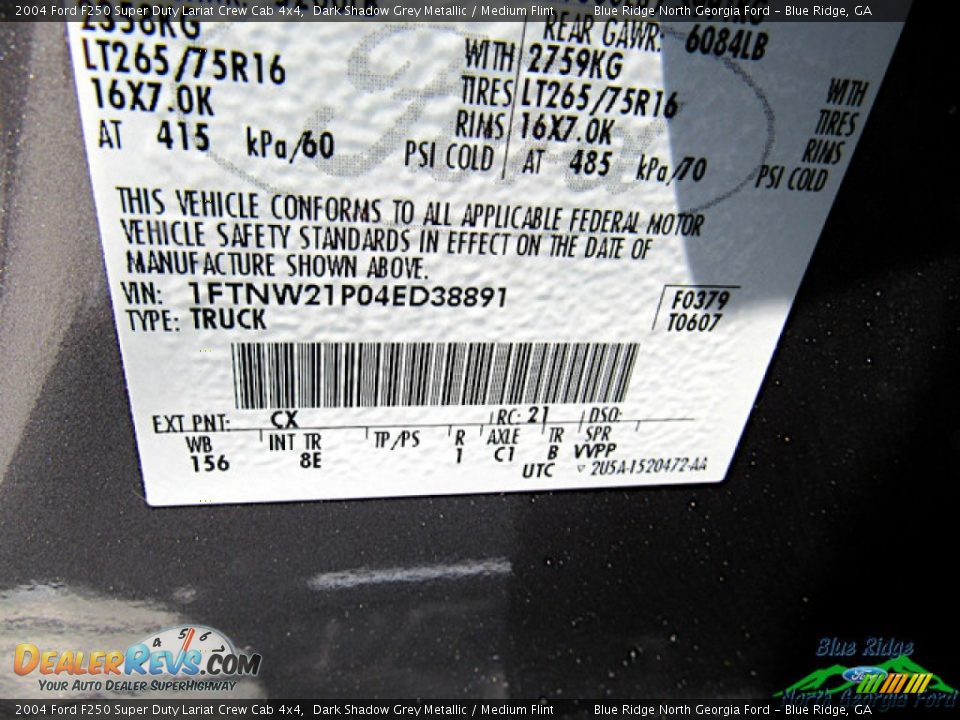 2004 Ford F250 Super Duty Lariat Crew Cab 4x4, Dark Shadow Grey Metallic / Medium Flint Blue Ridge North Georgia Ford - Blue Ridge, GA
REAR GAWR: 6084LB
LT265/75R16 WITH 2759KG WITH
16X7.0K TIRES LT265/75R16 TIRES
RIMS 16X7.0K RIMS
AT 415 kPa/60 PSI COLD AT 485 kPa/70 PSI COLD
THIS VEHICLE CONFORMS TO ALL APPLICABLE FEDERAL MOTOR
VEHICLE SAFETY STANDARDS IN EFFECT ON THE DATE OF
MANUFACTURE SHOWN ABOVE.
VIN: 1FTNW21P04ED38891 F0379
TYPE: TRUCK T0607
EXT PNT: CX RC: 21 DSO:
WB INT TR TP/PS R AXLE TR SPR
156 8E 1 C1 B VVPP
UTC ▽ 2U5A-1520472-AA
DealerRevs.com
Your Auto Dealer SuperHighway
Blue Ridge
Ford
North Georgia Ford
2004 Ford F250 Super Duty Lariat Crew Cab 4x4, Dark Shadow Grey Metallic / Medium Flint Blue Ridge North Georgia Ford - Blue Ridge, GA